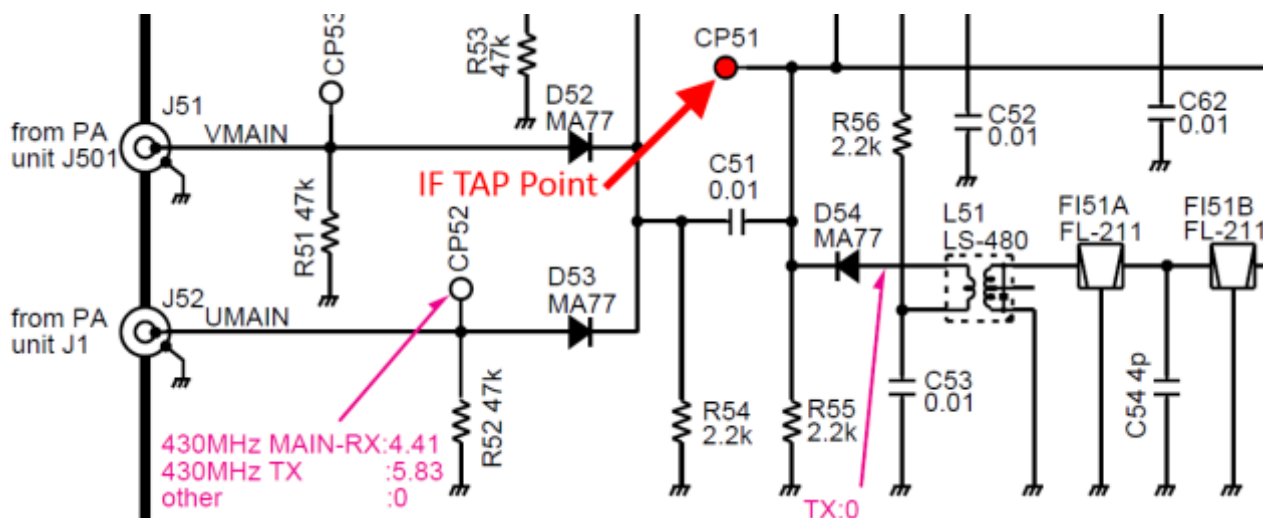 CP53
R53
47k
CP51
J51
from PA
unit J501
VMAIN
D52
MA77
R56
2.2k
C52
0.01
C62
0.01
IF TAP Point
C51
0.01
R51 47k
CP52
D54
MA77
L51
LS-480
FI51A
FL-211
FI51B
FL-211
J52
from PA
unit J1
UMAIN
D53
MA77
R52 47k
R54
2.2k
R55
2.2k
C53
0.01
C54 4p
430MHz MAIN-RX:4.41
430MHz TX :5.83
other :0
TX:0